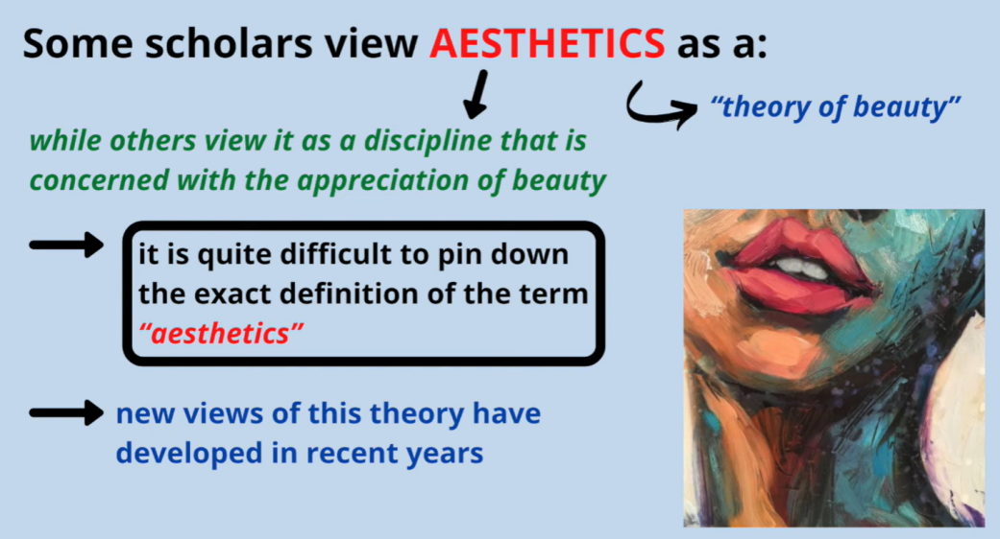 Some scholars view AESTHETICS as a:
“theory of beauty”
while others view it as a discipline that is
concerned with the appreciation of beauty
it is quite difficult to pin down
the exact definition of the term
“aesthetics”
new views of this theory have
developed in recent years